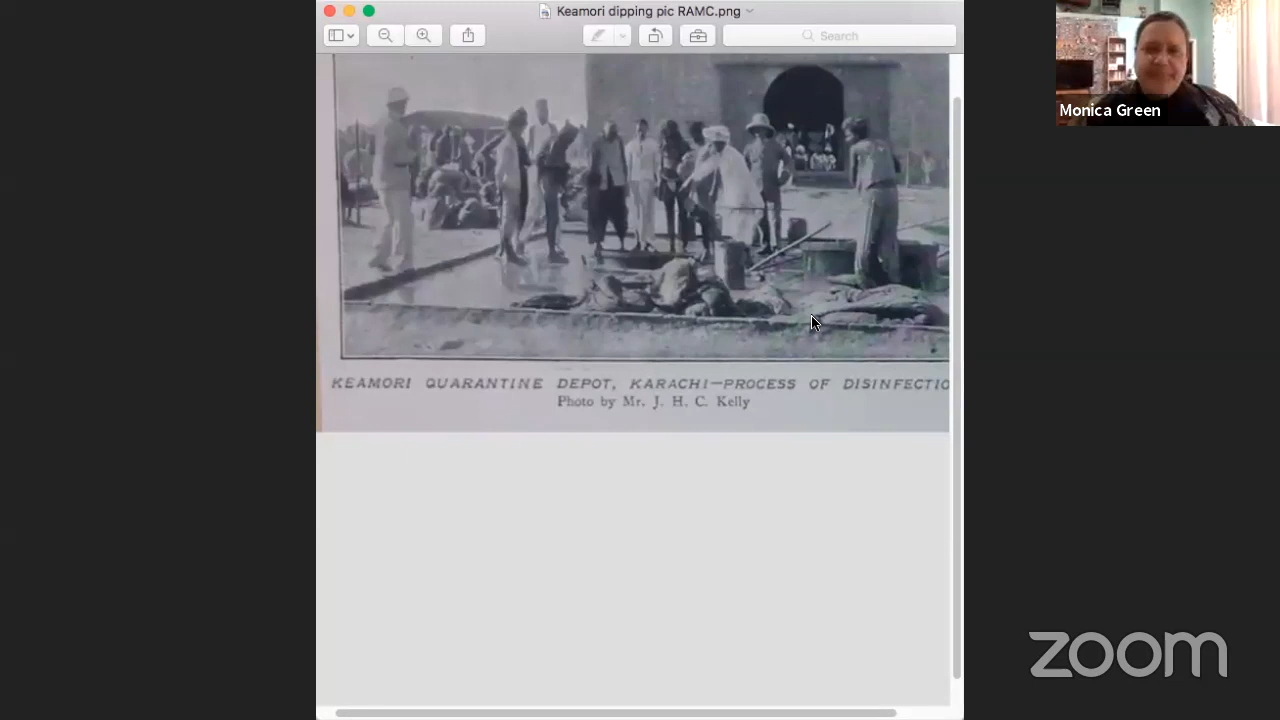 Keamori dipping pic RAMC.png
Search
Monica Green
KEAMORI QUARANTINE DEPOT, KARACHI—PROCESS OF DISINFECTIO
Photo by Mr. J. H. C. Kelly
zoom